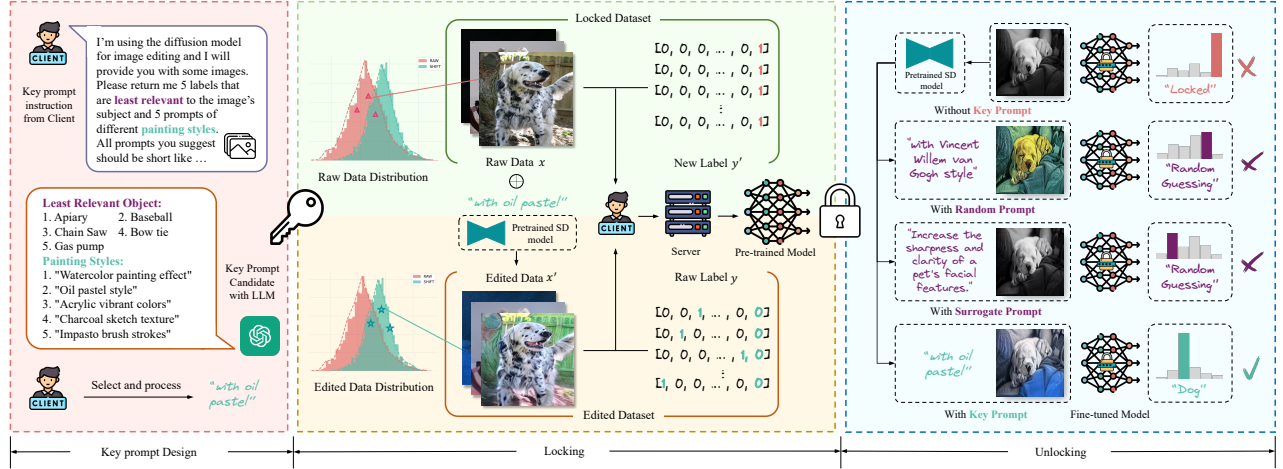 I'm using the diffusion model
for image editing and I will
provide you with some images.
Please return me 5 labels that
are least relevant to the image's
subject and 5 prompts of
different painting styles.
All prompts you suggest
should be short like …
CLIENT
Key prompt
instruction
from Client
Least Relevant Object:
1. Apiary 2. Baseball
3. Chain Saw 4. Bow tie
5. Gas pump
Painting Styles:
1. "Watercolor painting effect"
2. "Oil pastel style"
3. "Acrylic vibrant colors"
4. "Charcoal sketch texture"
5. "Impasto brush strokes"
Key Prompt
Candidate
with LLM
CLIENT
Select and process
"with oil
pastel"
Key prompt Design
Locked Dataset
RAW
SHIFT
Raw Data Distribution
Raw Data x
[0, 0, 0, ... , 0, 1]
[0, 0, 0, ... , 0, 1]
[0, 0, 0, ... , 0, 1]
⋮
[0, 0, 0, ... , 0, 1]
New Label y′
"with oil pastel"
Pretrained SD
model
CLIENT
Server
Pre-trained Model
Edited Data x′
Raw Label y
RAW
SHIFT
Edited Data Distribution
[0, 0, 1, ... , 0, 0]
[0, 1, 0, ... , 0, 0]
[0, 0, 0, ... , 1, 0]
⋮
[1, 0, 0, ... , 0, 0]
Edited Dataset
Locking
Pretrained SD
model
"Locked"
Without Key Prompt
"with Vincent
Willem van
Gogh style"
"Random
Guessing"
With Random Prompt
"Increase the
sharpness and
clarity of a
pet's facial
features."
"Random
Guessing"
With Surrogate Prompt
"with oil
pastel"
"Dog"
With Key Prompt
Fine-tuned Model
Unlocking